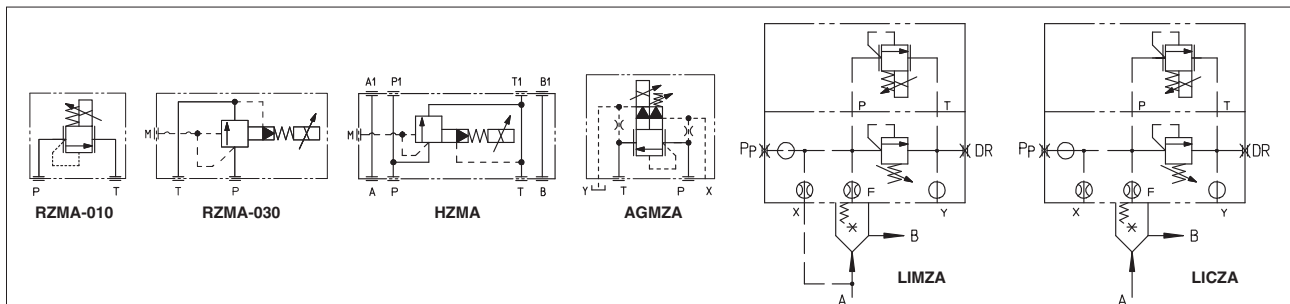 P T
RZMA-010
M
T P
RZMA-030
A1 P1 T1 B1
M
A P T B
HZMA
Y T P X
AGMZA
P T
PP DR
X F Y
B
A
LIMZA
P T
PP DR
X F Y
B
A
LICZA